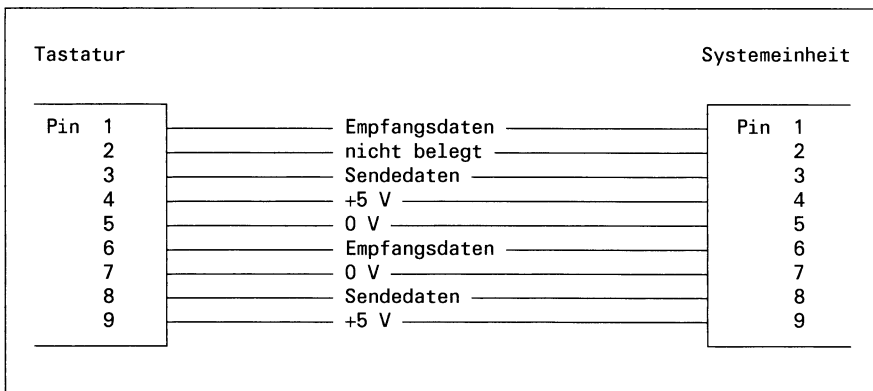 Tastatur Systemeinheit
Pin 1 Empfangsdaten Pin 1
2 nicht belegt 2
3 Sendedaten 3
4 +5 V 4
5 0 V 5
6 Empfangsdaten 6
7 0 V 7
8 Sendedaten 8
9 +5 V 9